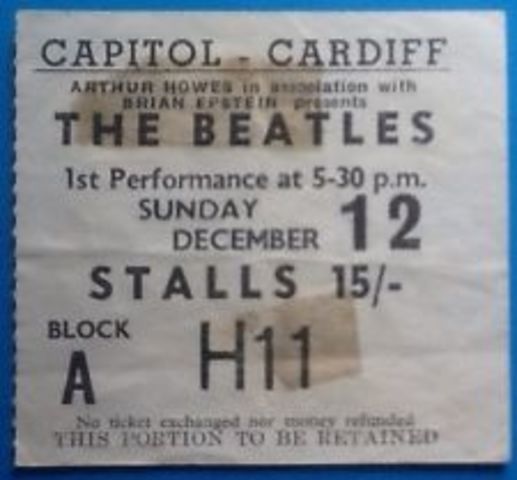 CAPITOL - CARDIFF
ARTHUR HOWES in association with
BRIAN EPSTEIN presents
THE BEATLES
1st Performance at 5-30 p.m.
SUNDAY
DECEMBER 12
STALLS 15/-
BLOCK
A H11
No ticket exchanged nor money refunded
THIS PORTION TO BE RETAINED